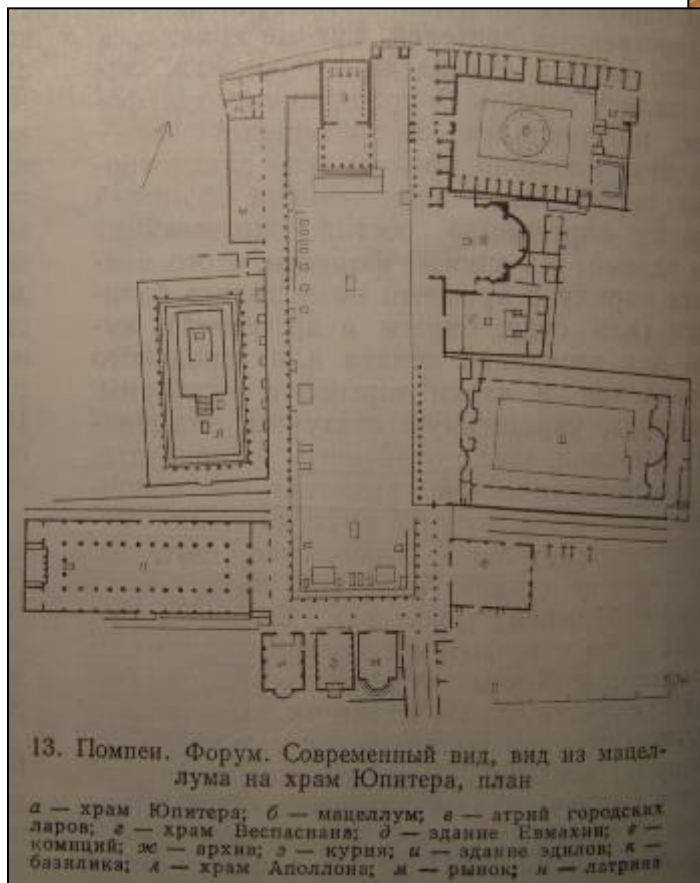 13. Помпеи. Форум. Современный вид, вид из мацел-
лума на храм Юпитера, план
а — храм Юпитера; б — мацеллум; в — атрий городских
ларов; г — храм Веспасиана; д — здание Евмахии; е —
комиций; ж — архив; з — курия; и — здание эдилов; к —
базилика; л — храм Аполлона; м — рынок; н — латрина